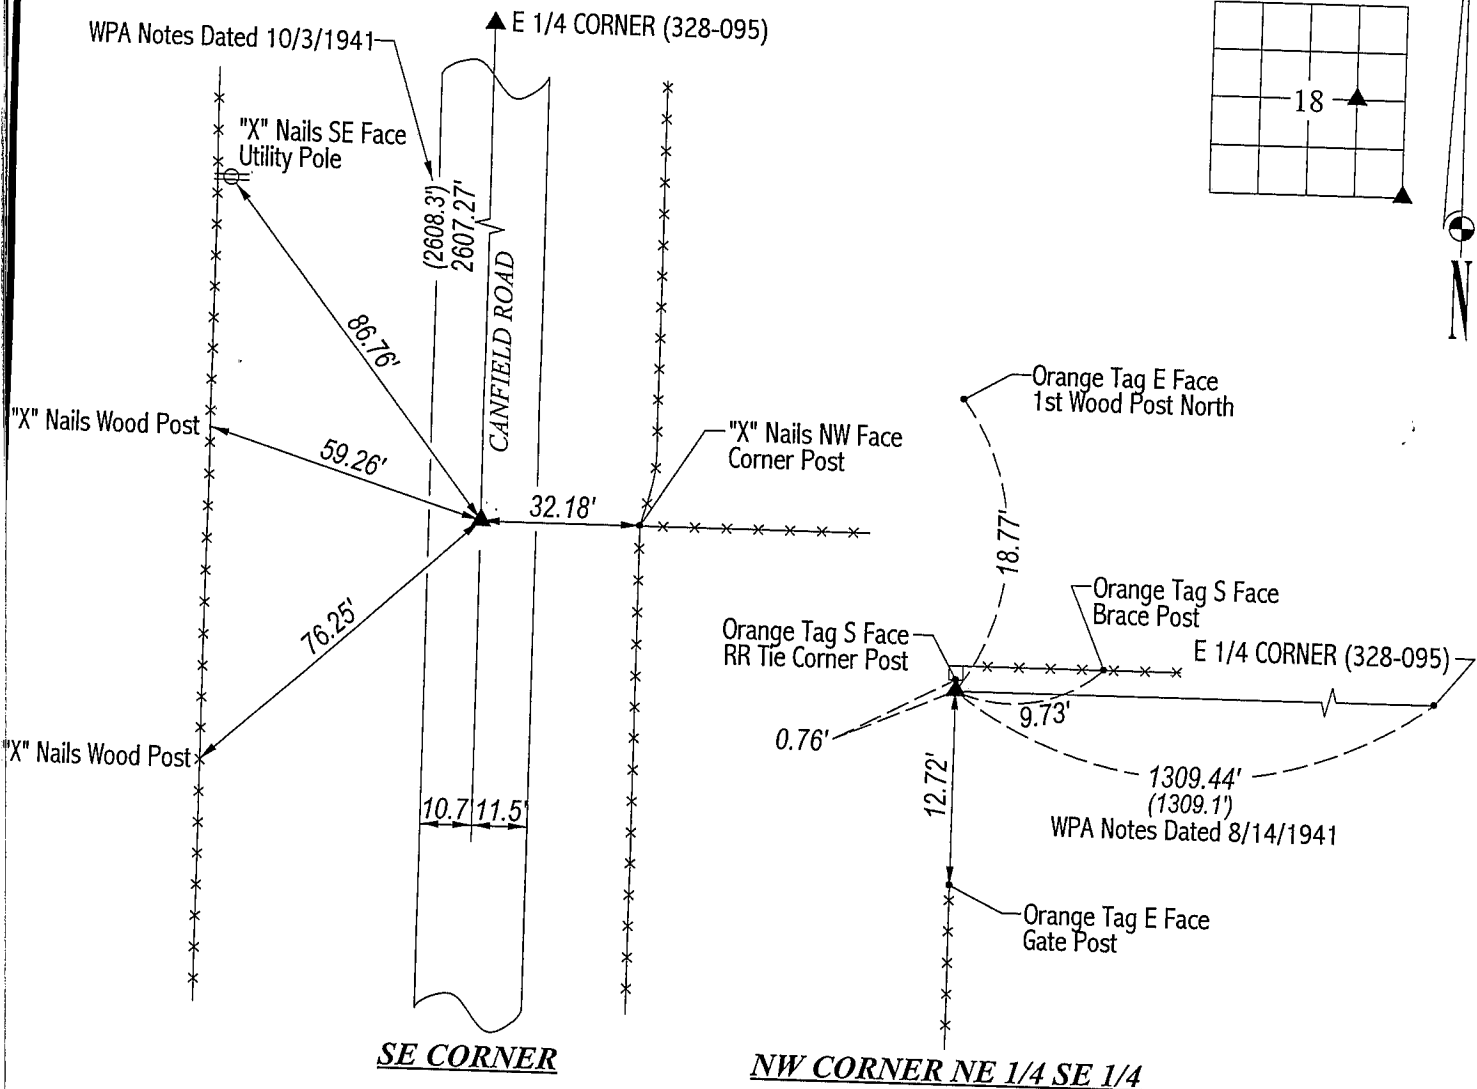 WPA Notes Dated 10/3/1941
E 1/4 CORNER (328-095)
"X" Nails SE Face
Utility Pole
(2608.3')
2607.27'
CANFIELD ROAD
86.76'
"X" Nails Wood Post
59.26'
32.18'
"X" Nails NW Face
Corner Post
76.25'
"X" Nails Wood Post
10.7
11.5'
SE CORNER
18
N
Orange Tag E Face
1st Wood Post North
18.77'
Orange Tag S Face
Brace Post
Orange Tag S Face
RR Tie Corner Post
E 1/4 CORNER (328-095)
0.76'
9.73'
12.72'
1309.44'
(1309.1')
WPA Notes Dated 8/14/1941
Orange Tag E Face
Gate Post
NW CORNER NE 1/4 SE 1/4